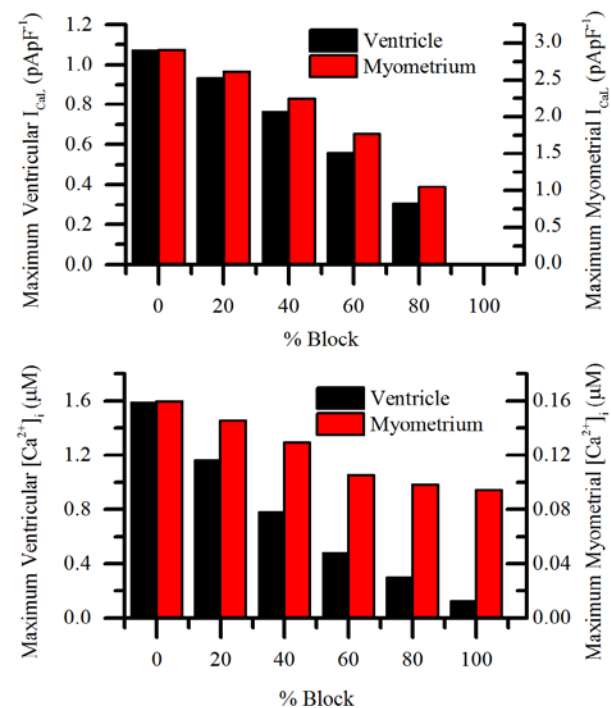 Maximum Ventricular I_CaL (pApF⁻¹)
1.2
1.0
0.8
0.6
0.4
0.2
0.0
Ventricle
Myometrium
3.0
2.5
2.0
1.5
1.0
0.5
0.0
Maximum Myometrial I_CaL (pApF⁻¹)
0 20 40 60 80 100
% Block
Maximum Ventricular [Ca²⁺]ᵢ (μM)
1.6
1.2
0.8
0.4
0.0
Ventricle
Myometrium
0.16
0.12
0.08
0.04
0.00
Maximum Myometrial [Ca²⁺]ᵢ (μM)
0 20 40 60 80 100
% Block